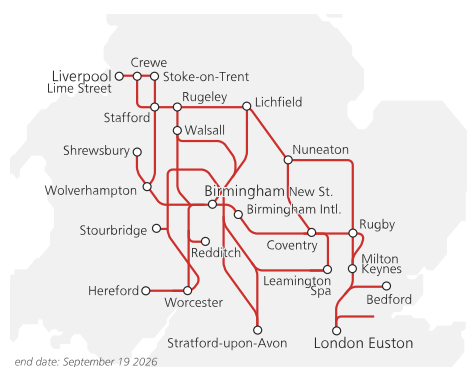 Crewe
Liverpool
Lime Street
Stoke-on-Trent
Rugeley
Lichfield
Stafford
Walsall
Shrewsbury
Nuneaton
Wolverhampton
Birmingham New St.
Birmingham Intl.
Stourbridge
Rugby
Coventry
Redditch
Milton
Keynes
Leamington
Spa
Hereford
Worcester
Bedford
Stratford-upon-Avon
London Euston
end date: September 19 2026